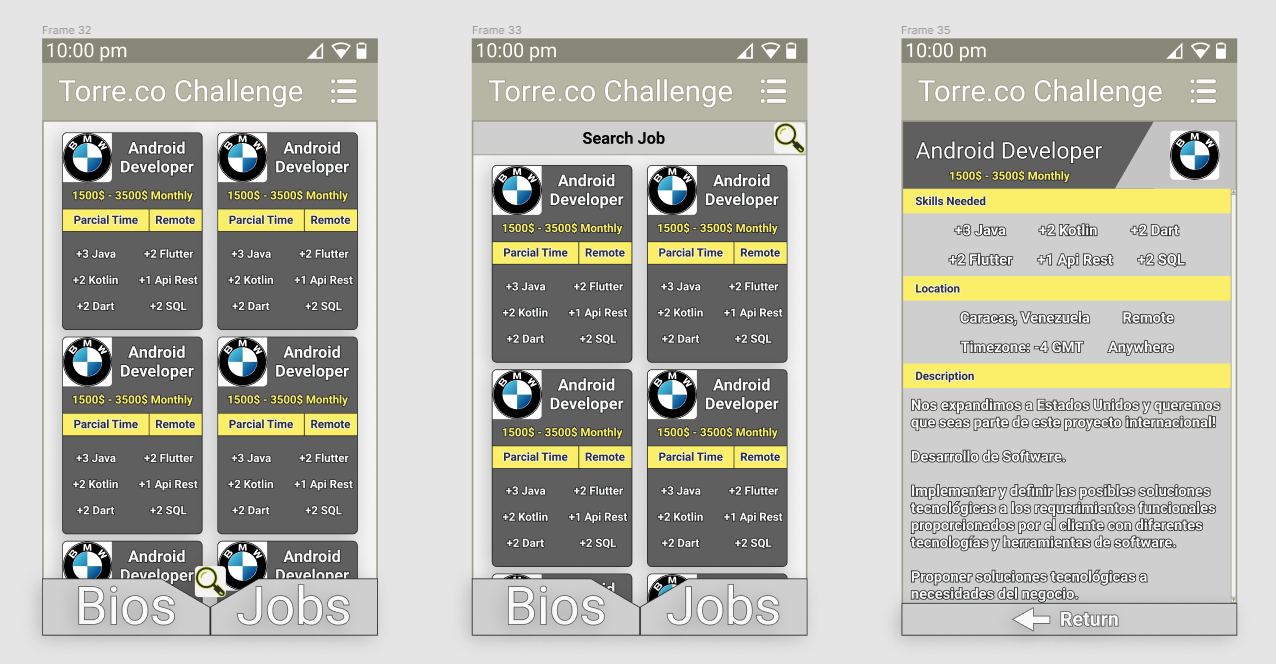 Frame 32
10:00 pm
Torre.co Challenge
BMW
Android
Developer
BMW
Android
Developer
1500$ - 3500$ Monthly
1500$ - 3500$ Monthly
Parcial Time
Remote
Parcial Time
Remote
+3 Java
+2 Flutter
+3 Java
+2 Flutter
+2 Kotlin
+1 Api Rest
+2 Kotlin
+1 Api Rest
+2 Dart
+2 SQL
+2 Dart
+2 SQL
BMW
Android
Developer
BMW
Android
Developer
1500$ - 3500$ Monthly
1500$ - 3500$ Monthly
Parcial Time
Remote
Parcial Time
Remote
+3 Java
+2 Flutter
+3 Java
+2 Flutter
+2 Kotlin
+1 Api Rest
+2 Kotlin
+1 Api Rest
+2 Dart
+2 SQL
+2 Dart
+2 SQL
BMW
Android
Developer
BMW
Android
Developer
Bios
Jobs
Frame 33
10:00 pm
Torre.co Challenge
Search Job
BMW
Android
Developer
BMW
Android
Developer
1500$ - 3500$ Monthly
1500$ - 3500$ Monthly
Parcial Time
Remote
Parcial Time
Remote
+3 Java
+2 Flutter
+3 Java
+2 Flutter
+2 Kotlin
+1 Api Rest
+2 Kotlin
+1 Api Rest
+2 Dart
+2 SQL
+2 Dart
+2 SQL
BMW
Android
Developer
BMW
Android
Developer
1500$ - 3500$ Monthly
1500$ - 3500$ Monthly
Parcial Time
Remote
Parcial Time
Remote
+3 Java
+2 Flutter
+3 Java
+2 Flutter
+2 Kotlin
+1 Api Rest
+2 Kotlin
+1 Api Rest
+2 Dart
+2 SQL
+2 Dart
+2 SQL
Bios
Jobs
Frame 35
10:00 pm
Torre.co Challenge
Android Developer
BMW
1500$ - 3500$ Monthly
Skills Needed
+3 Java
+2 Kotlin
+2 Dart
+2 Flutter
+1 Api Rest
+2 SQL
Location
Caracas, Venezuela
Remote
Timezone: -4 GMT
Anywhere
Description
Nos expandimos a Estados Unidos y queremos
que seas parte de este proyecto internacional!
Desarrollo de Software.
Implementar y definir las posibles soluciones
tecnológicas a los requerimientos funcionales
proporcionados por el cliente con diferentes
tecnologías y herramientas de software.
Proponer soluciones tecnológicas a
necesidades del negocio.
Return